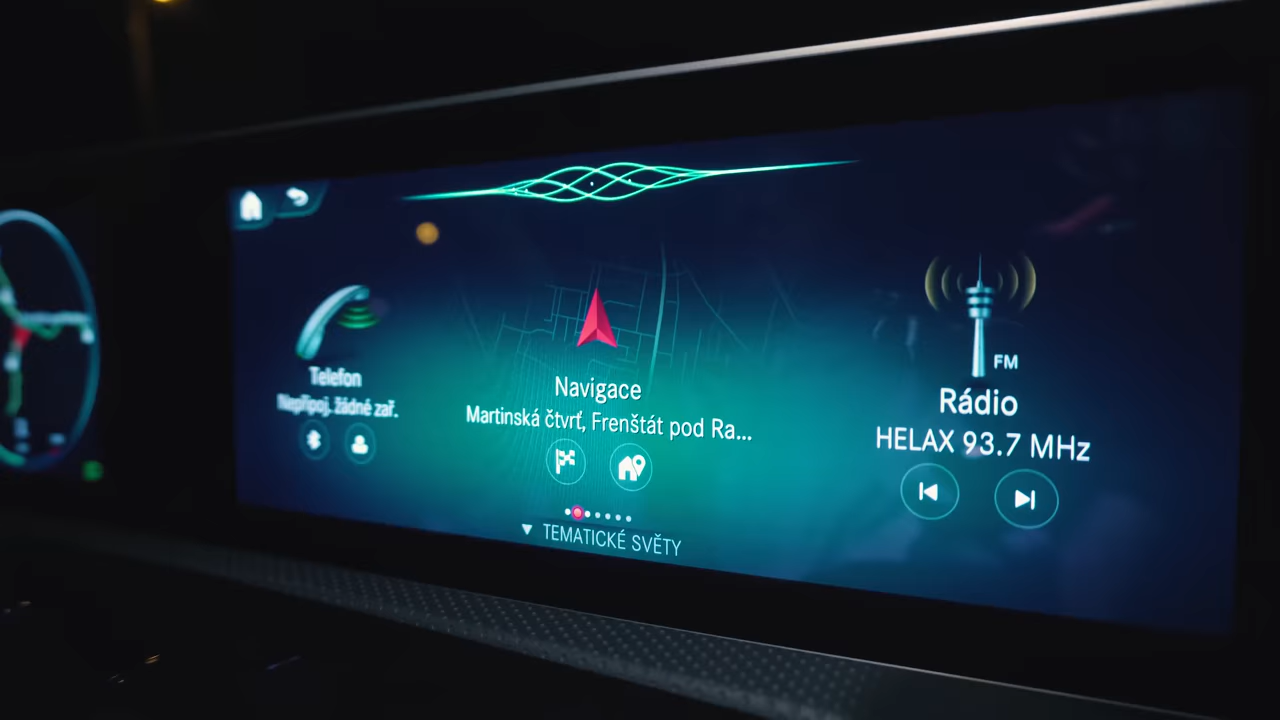 Telefon
Nepřipoj. žádné zař.
Navigace
Martinská čtvrť, Frenštát pod Ra...
TEMATICKÉ SVĚTY
FM
Rádio
HELAX 93.7 MHz